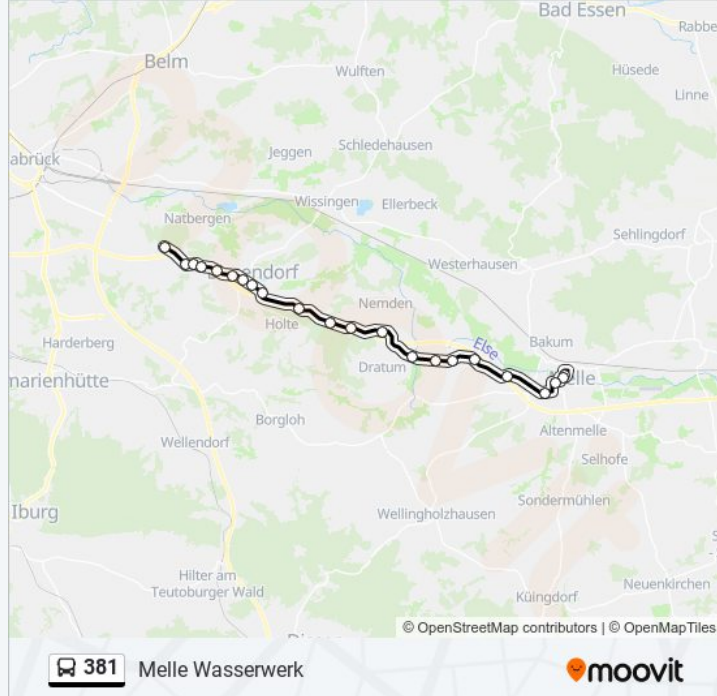 Bad Essen
Rabbe
Belm
Wulften
Hüsede
Linne
Jeggen
Schledehausen
abrück
Wissingen
Ellerbeck
Natbergen
Sehlingdorf
Westerhausen
endorf
Nemden
Holte
Else
Bakum
Harderberg
Dratum
lle
marienhütte
Borgloh
Altenmelle
Wellendorf
Selhofe
Iburg
Sondermühlen
Wellingholzhausen
Hilter am
Teutoburger Wald
Neuenkirchen
Küingdorf
© OpenStreetMap contributors | © OpenMapTiles
381 Melle Wasserwerk
moovit